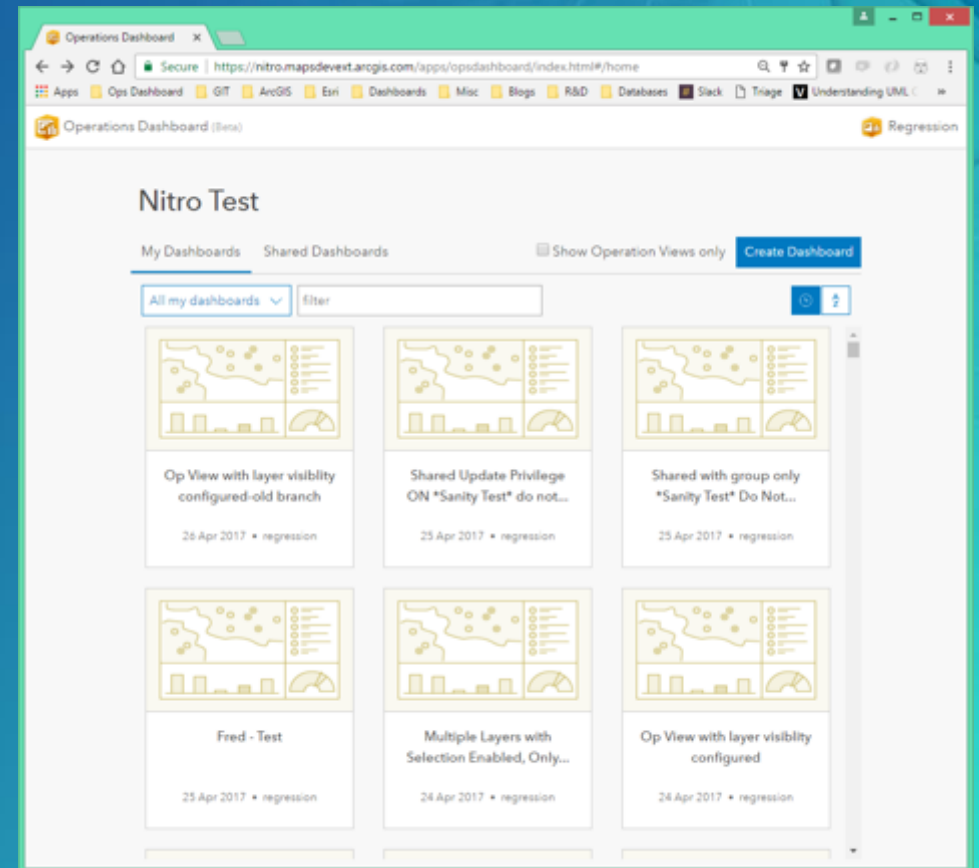 Operations Dashboard
Secure | https://nitro.mapsdevext.arcgis.com/apps/opsdashboard/index.html#/home
Apps Ops Dashboard GIT ArcGIS Esri Dashboards Misc Blogs R&D Databases Slack Triage Understanding UML
Operations Dashboard (Beta) Regression
Nitro Test
My Dashboards Shared Dashboards Show Operation Views only Create Dashboard
All my dashboards filter
Op View with layer visiblity
configured-old branch
26 Apr 2017 • regression
Shared Update Privilege
ON *Sanity Test* do not...
25 Apr 2017 • regression
Shared with group only
*Sanity Test* Do Not...
25 Apr 2017 • regression
Fred - Test
25 Apr 2017 • regression
Multiple Layers with
Selection Enabled, Only...
24 Apr 2017 • regression
Op View with layer visiblity
configured
24 Apr 2017 • regression